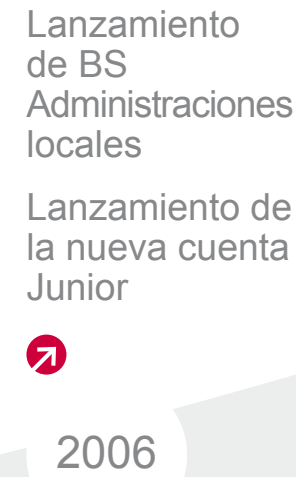 Lanzamiento
de BS
Administraciones
locales
Lanzamiento de
la nueva cuenta
Junior
2006